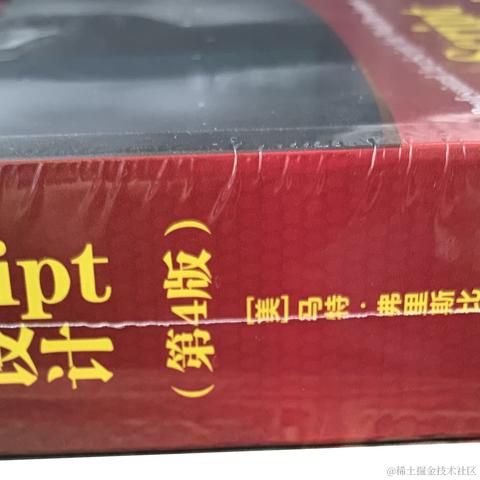 ipt
设计
（第4版）
[美] 马特·弗里斯比
@稀土掘金技术社区